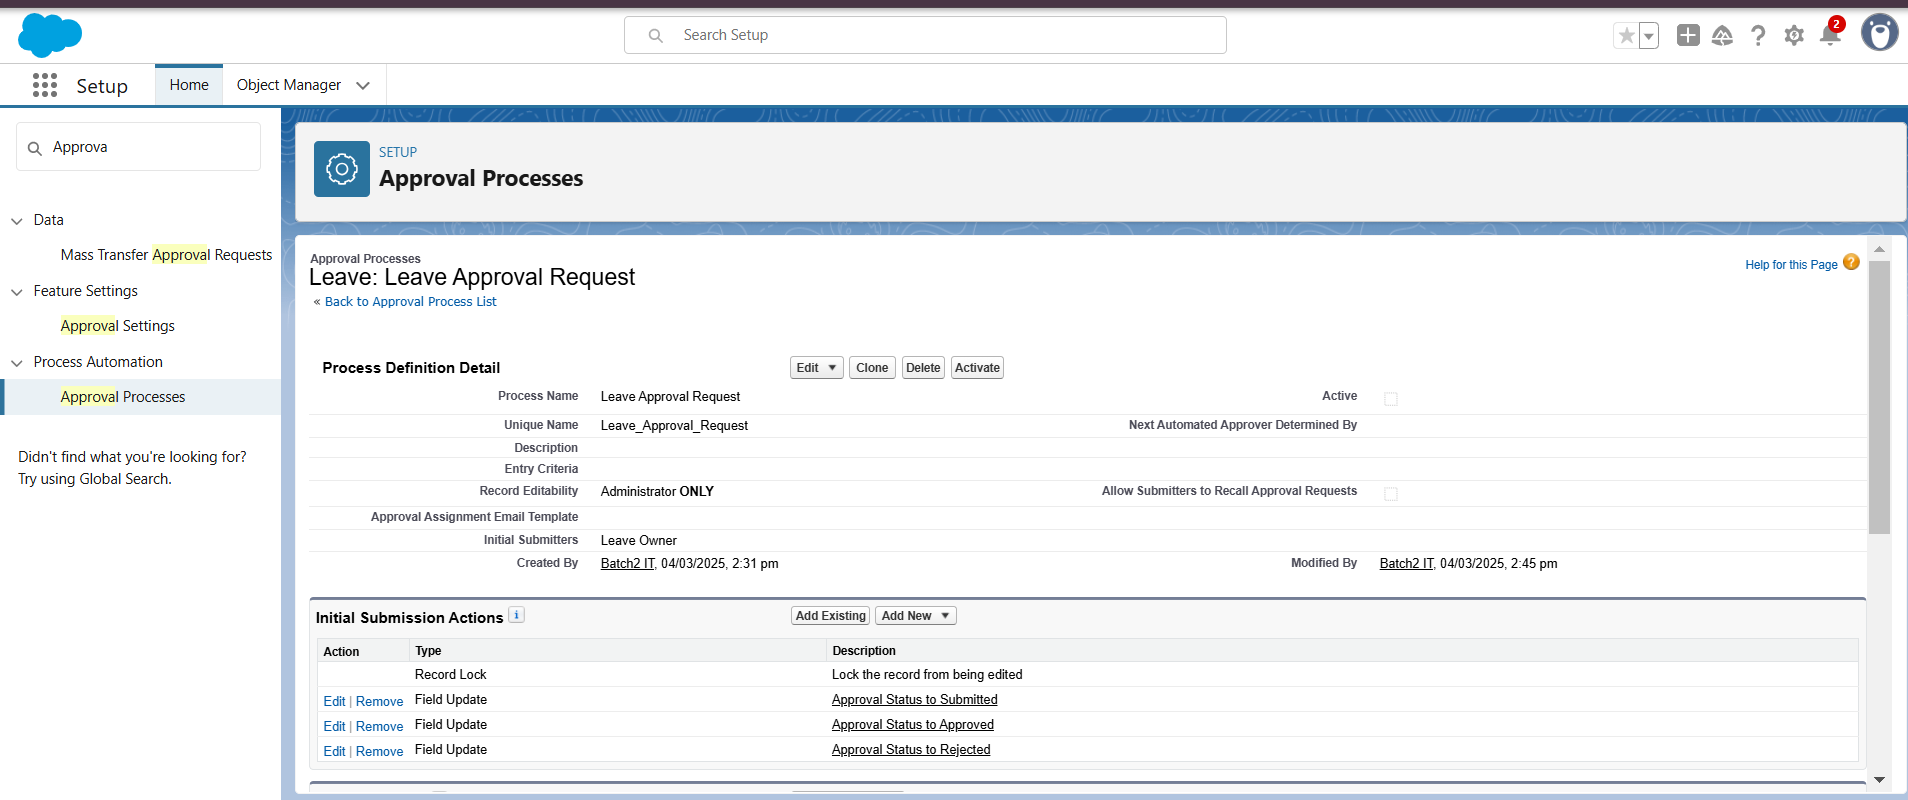 Search Setup
2
Setup
Home
Object Manager
Approva
Data
Mass Transfer Approval Requests
Feature Settings
Approval Settings
Process Automation
Approval Processes
Didn't find what you're looking for?
Try using Global Search.
SETUP
Approval Processes
Approval Processes
Leave: Leave Approval Request
« Back to Approval Process List
Help for this Page ?
Process Definition Detail Edit Clone Delete Activate
Process Name Leave Approval Request Active
Unique Name Leave_Approval_Request Next Automated Approver Determined By
Description
Entry Criteria
Record Editability Administrator ONLY Allow Submitters to Recall Approval Requests
Approval Assignment Email Template
Initial Submitters Leave Owner
Created By Batch2 IT, 04/03/2025, 2:31 pm Modified By Batch2 IT, 04/03/2025, 2:45 pm
Initial Submission Actions i Add Existing Add New
Action Type Description
Record Lock Lock the record from being edited
Edit | Remove Field Update Approval Status to Submitted
Edit | Remove Field Update Approval Status to Approved
Edit | Remove Field Update Approval Status to Rejected